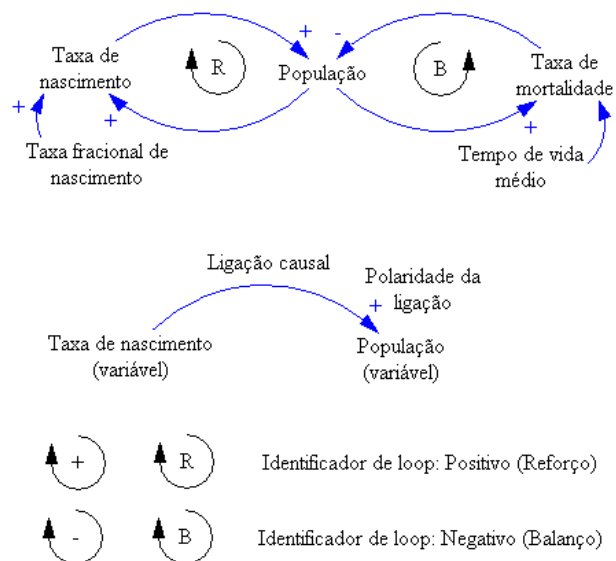 + -
Taxa de
nascimento
R
População
B
Taxa de
mortalidade
+
+
+
Taxa fracional de
nascimento
Tempo de vida
médio
Ligação causal
Polaridade da
ligação
+
Taxa de nascimento
(variável)
População
(variável)
+
R
Identificador de loop: Positivo (Reforço)
-
B
Identificador de loop: Negativo (Balanço)